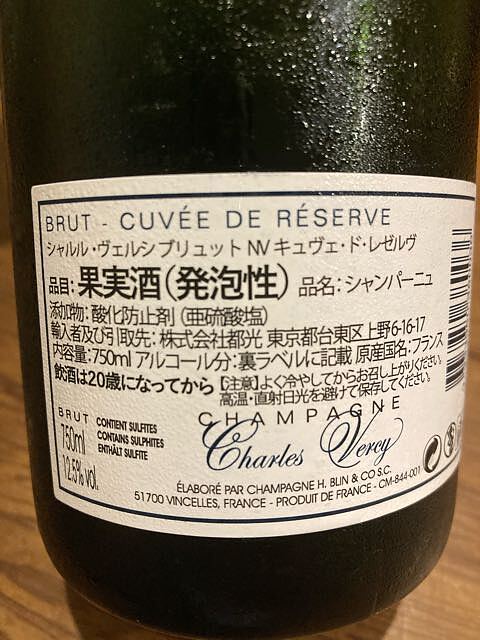 BRUT - CUVÉE DE RÉSERVE
シャルル・ヴェルシ ブリュット NV キュヴェ・ド・レゼルヴ
品目:果実酒(発泡性) 品名:シャンパーニュ
添加物:酸化防止剤(亜硫酸塩)
輸入者及び引取先:株式会社都光 東京都台東区上野6-16-17
内容量:750ml アルコール分:裏ラベルに記載 原産国名:フランス
飲酒は20歳になってから 【注意】よく冷やしてからお召し上がりください。
高温・直射日光を避けて保存してください。
CHAMPAGNE
Charles Vercy
BRUT
750ml
12,5% vol.
CONTIENT SULFITES
CONTAINS SULPHITES
ENTHÄLT SULFITE
ÉLABORÉ PAR CHAMPAGNE H. BLIN & CO S.C.
51700 VINCELLES, FRANCE - PRODUIT DE FRANCE - CM-844-001